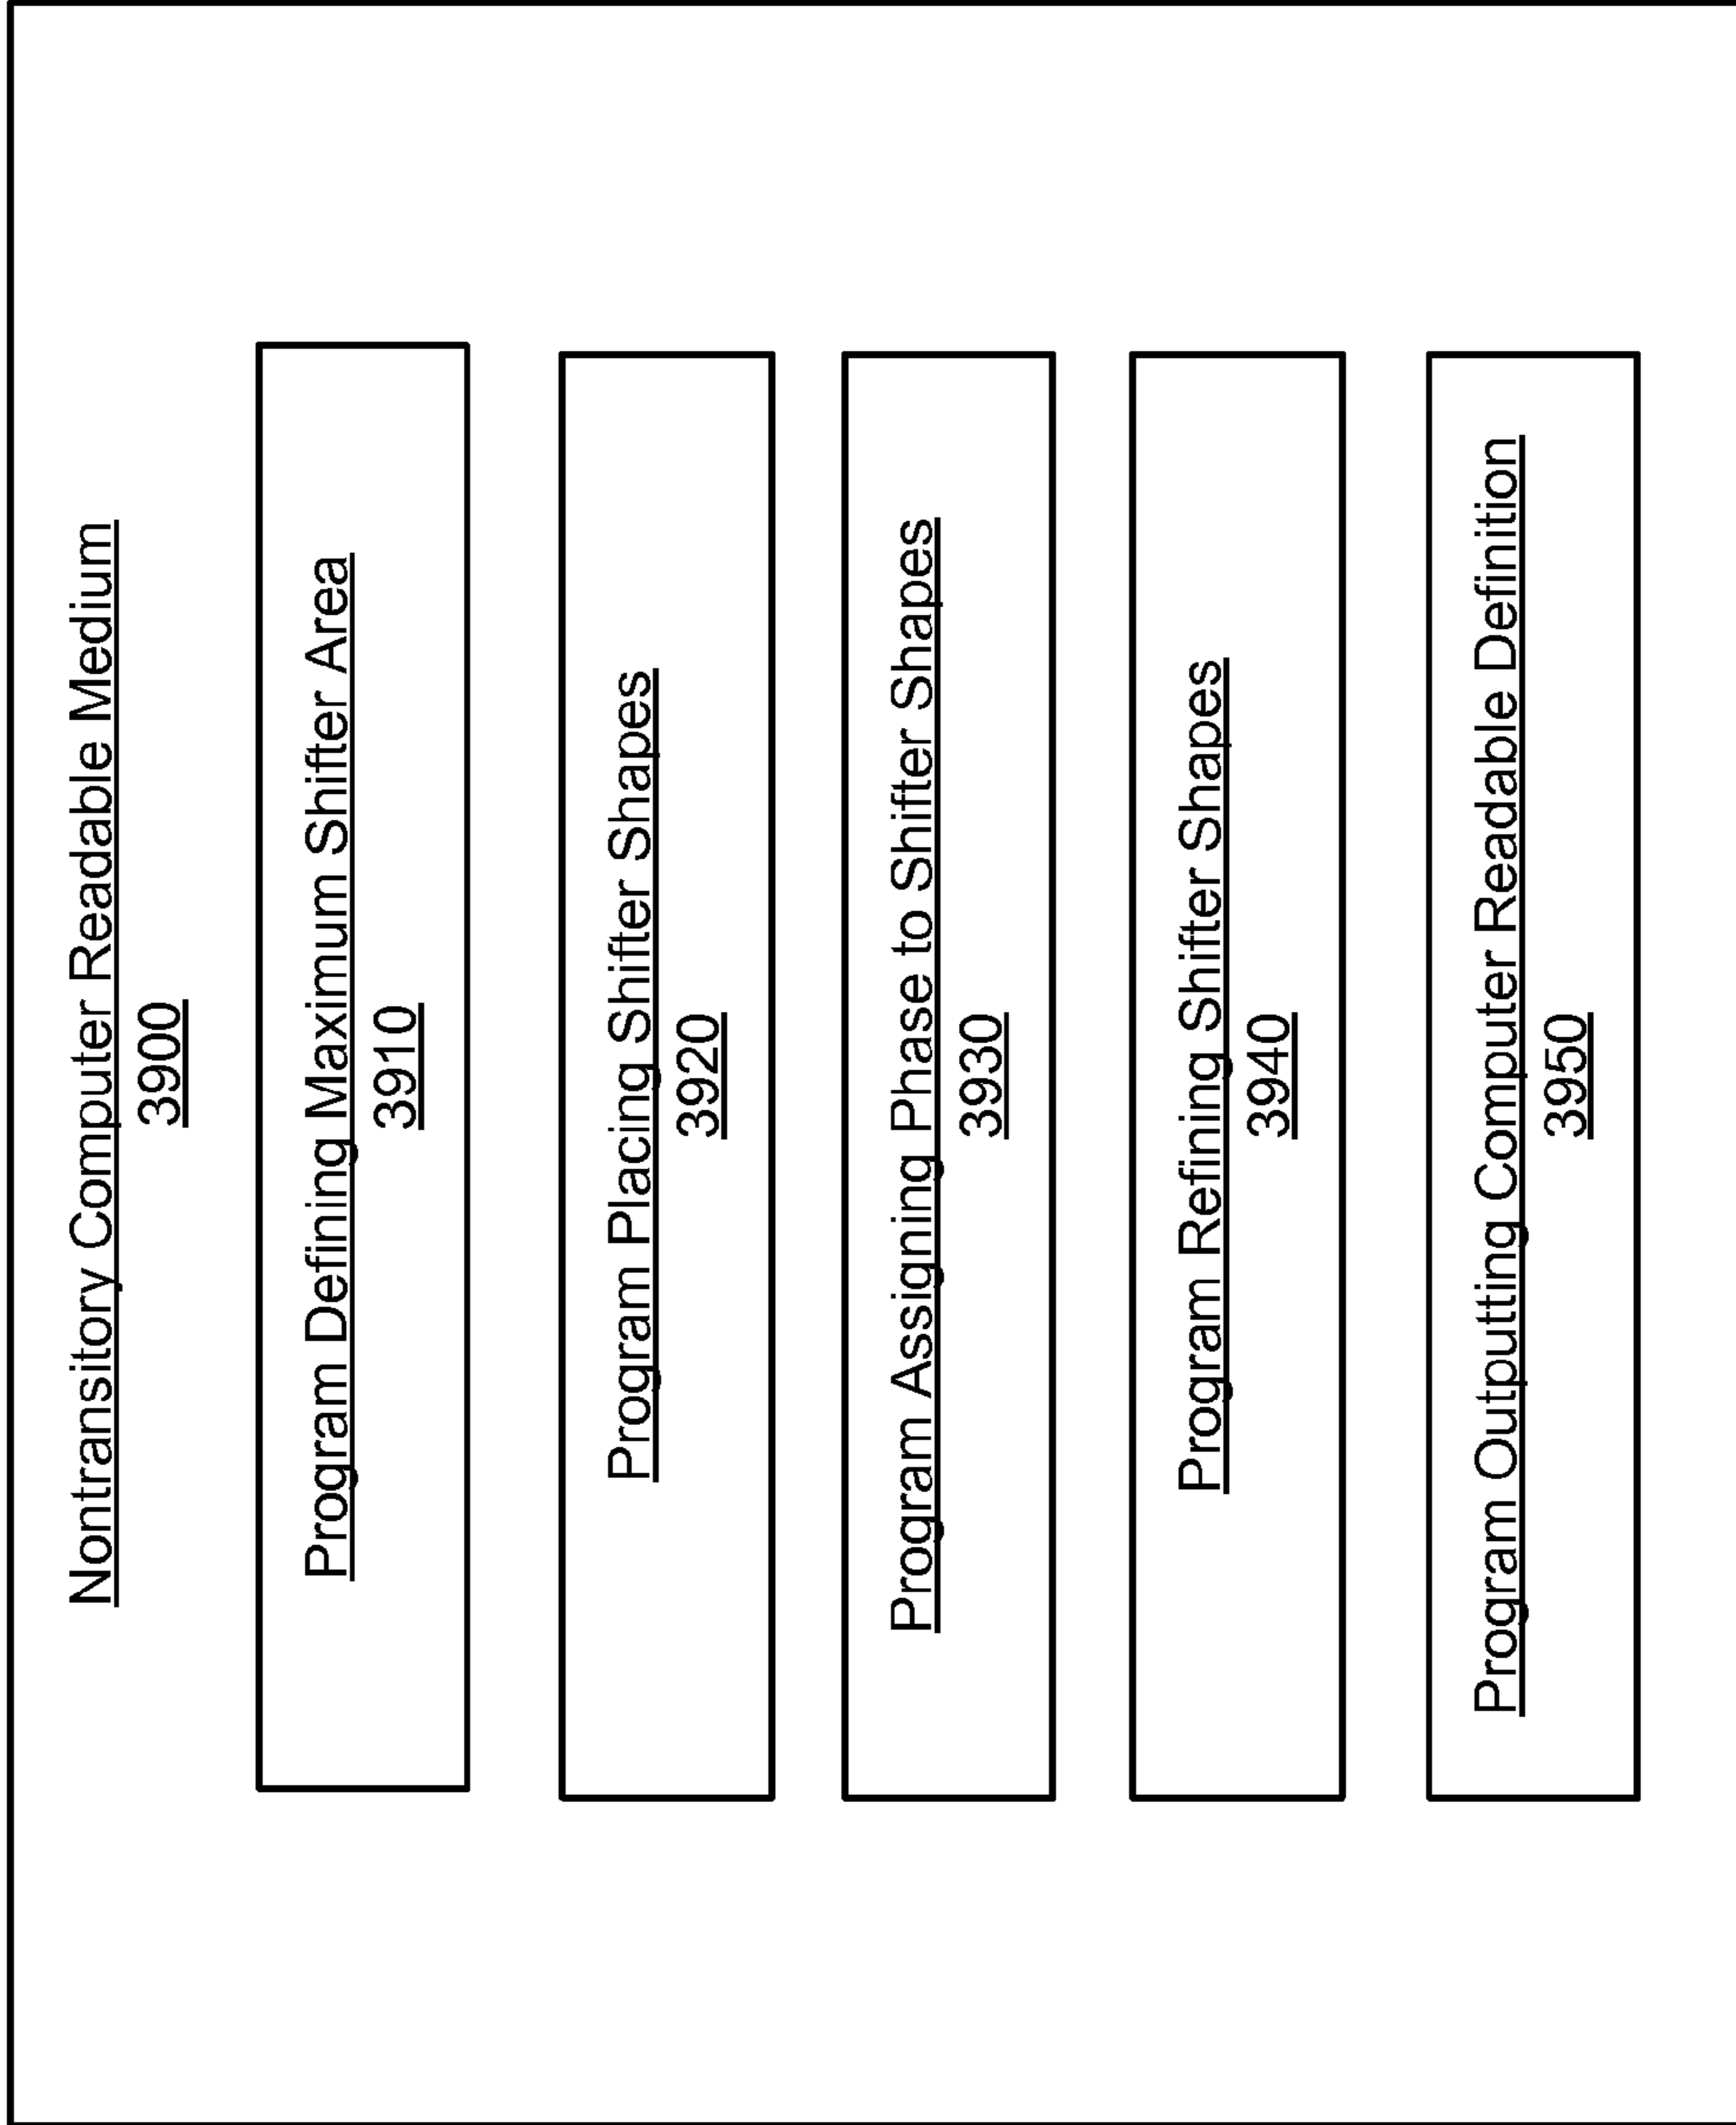 Nontransitory Computer Readable Medium
3900
Program Defining Maximum Shifter Area
3910
Program Placing Shifter Shapes
3920
Program Assigning Phase to Shifter Shapes
3930
Program Refining Shifter Shapes
3940
Program Outputting Computer Readable Definition
3950